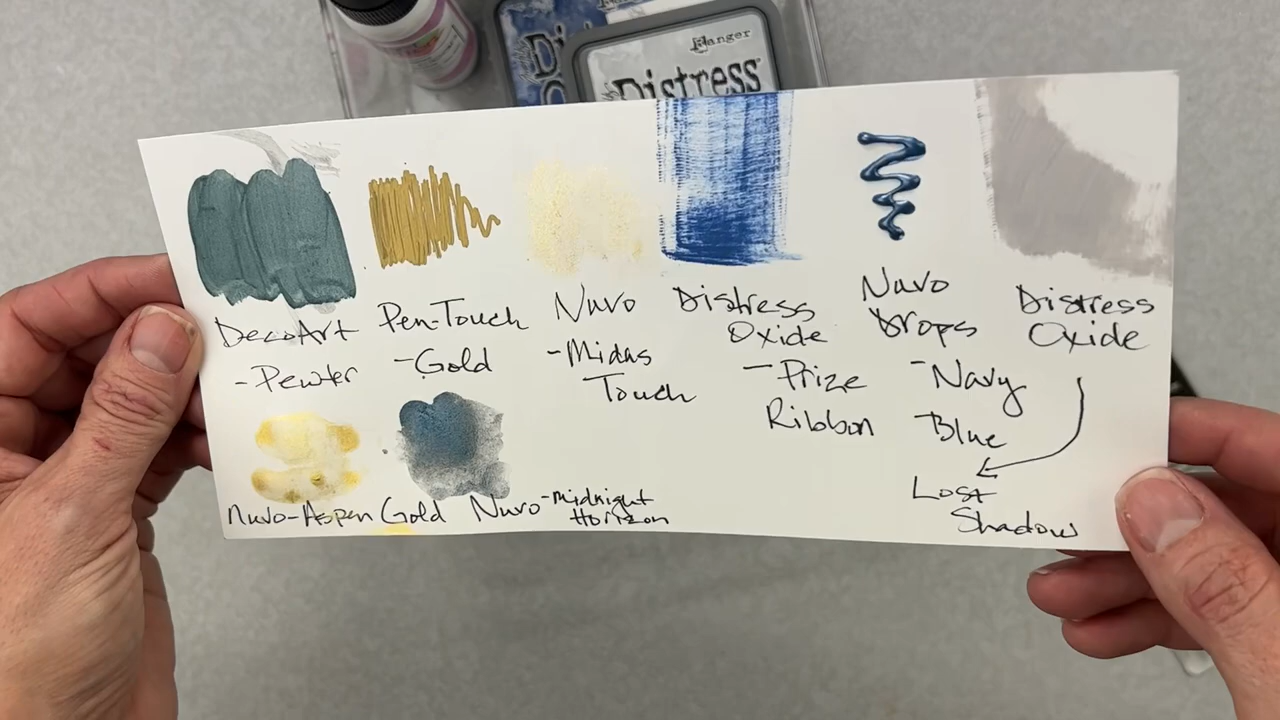 Ranger
Distress
DecoArt
-Pewter
Pen-Touch
-Gold
Nuvo
-Midas
Touch
Distress
Oxide
-Prize
Ribbon
Nuvo
Drops
-Navy
Blue
Distress
Oxide
Lost
Shadow
Nuvo-Aspen Gold
Nuvo-Midnight
Horizon